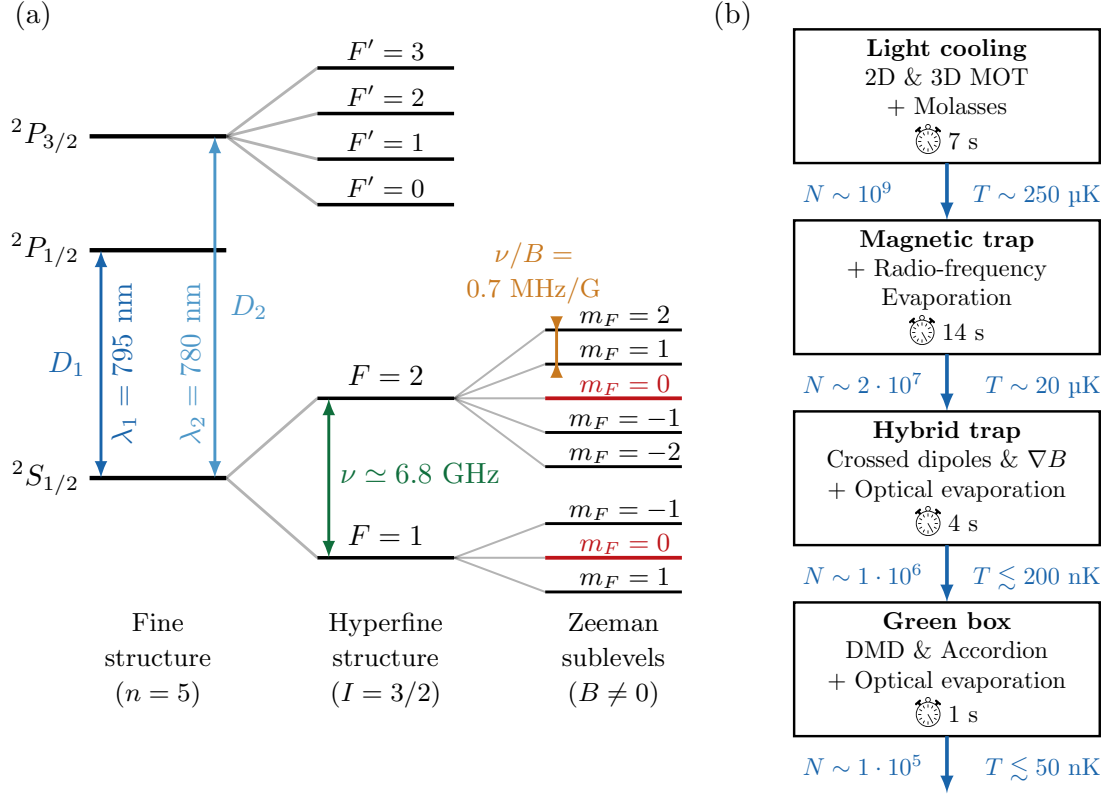 (a)
F′ = 3
F′ = 2
²P₃/₂
F′ = 1
F′ = 0
²P₁/₂
ν/B =
0.7 MHz/G
D₂
D₁
λ₁ = 795 nm
λ₂ = 780 nm
m_F = 2
m_F = 1
F = 2
m_F = 0
m_F = −1
m_F = −2
²S₁/₂
ν ≃ 6.8 GHz
m_F = −1
F = 1
m_F = 0
m_F = 1
Fine
structure
(n = 5)
Hyperfine
structure
(I = 3/2)
Zeeman
sublevels
(B ≠ 0)
(b)
Light cooling
2D & 3D MOT
+ Molasses
7 s
N ∼ 10⁹ T ∼ 250 µK
Magnetic trap
+ Radio-frequency
Evaporation
14 s
N ∼ 2 · 10⁷ T ∼ 20 µK
Hybrid trap
Crossed dipoles & ∇B
+ Optical evaporation
4 s
N ∼ 1 · 10⁶ T ≲ 200 nK
Green box
DMD & Accordion
+ Optical evaporation
1 s
N ∼ 1 · 10⁵ T ≲ 50 nK